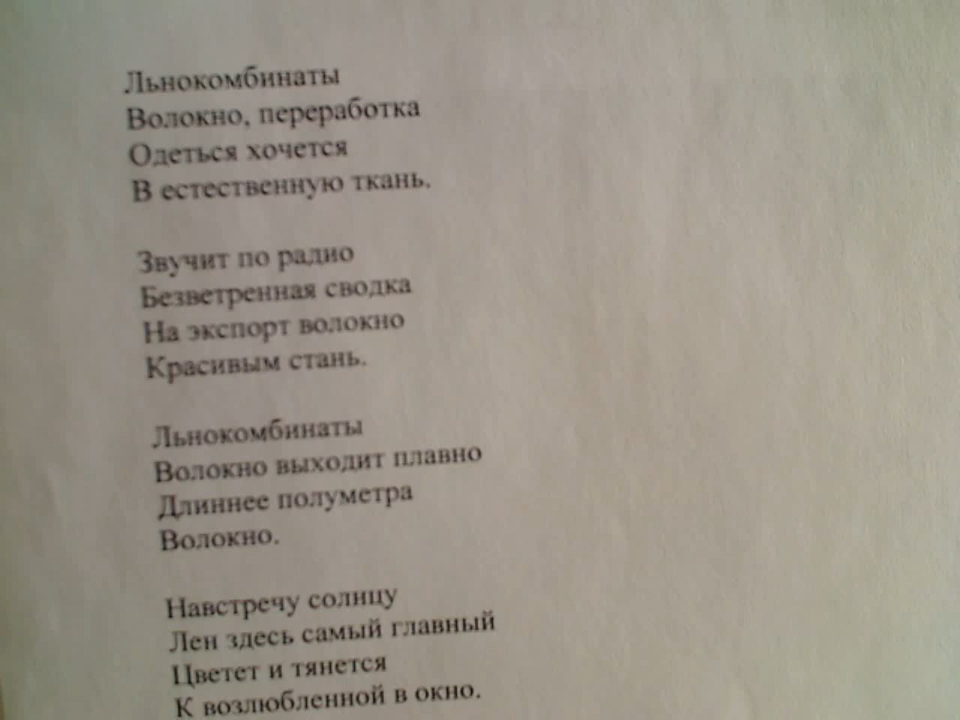 Льнокомбинаты
Волокно, переработка
Одеться хочется
В естественную ткань.
Звучит по радио
Безветренная сводка
На экспорт волокно
Красивым стань.
Льнокомбинаты
Волокно выходит плавно
Длиннее полуметра
Волокно.
Навстречу солнцу
Лен здесь самый главный
Цветет и тянется
К возлюбленной в окно.